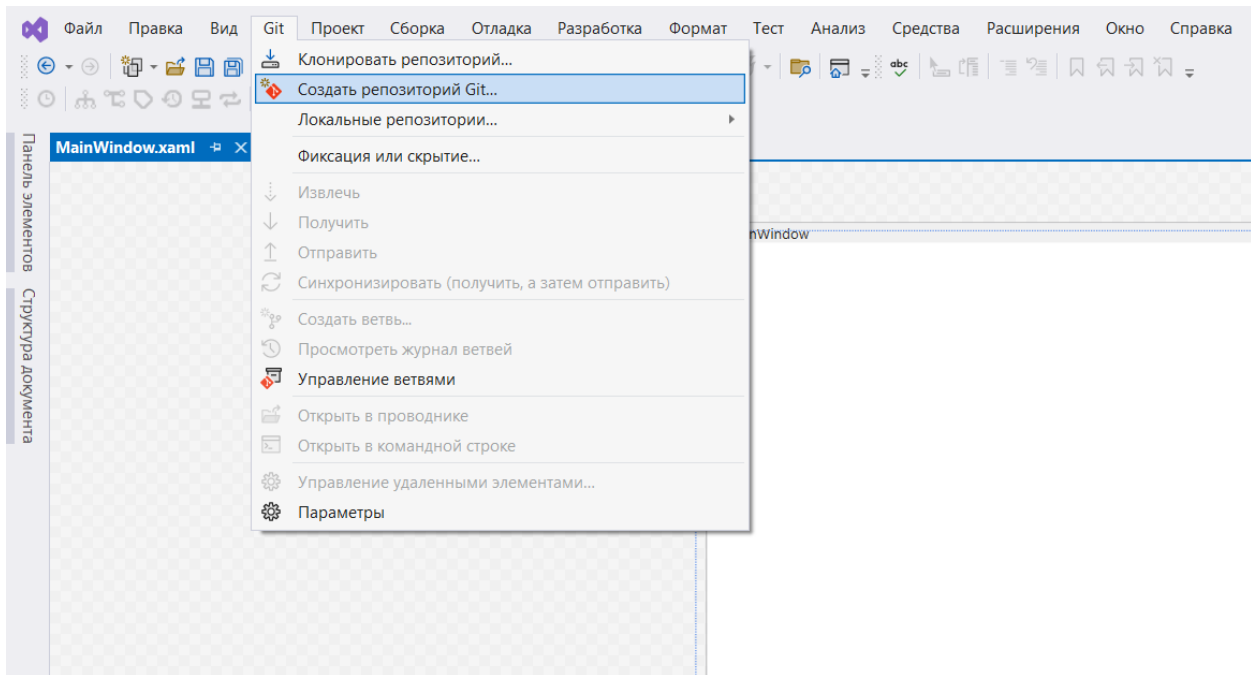 Файл Правка Вид Git Проект Сборка Отладка Разработка Формат Тест Анализ Средства Расширения Окно Справка
Клонировать репозиторий...
Создать репозиторий Git...
Локальные репозитории...
Фиксация или скрытие...
Извлечь
Получить
Отправить
Синхронизировать (получить, а затем отправить)
Создать ветвь...
Просмотреть журнал ветвей
Управление ветвями
Открыть в проводнике
Открыть в командной строке
Управление удаленными элементами...
Параметры
abc
Панель элементов
Структура документа
MainWindow.xaml
nWindow